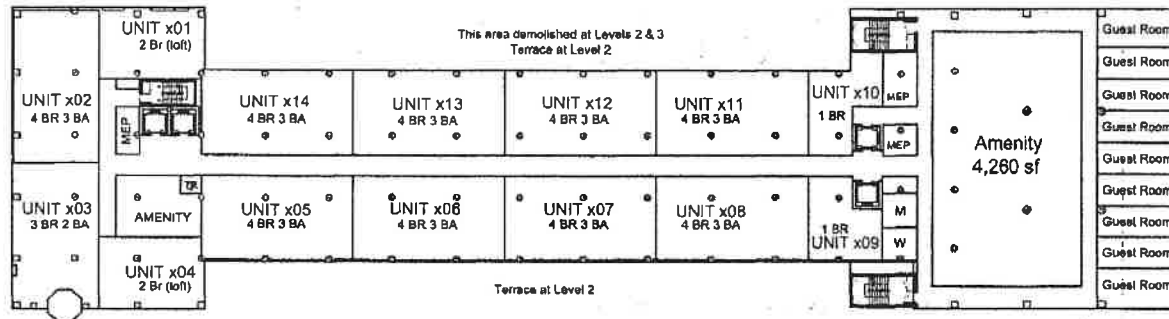 UNIT x01
2 Br (loft)
This area demolished at Levels 2 & 3
Terrace at Level 2
UNIT x02
4 BR 3 BA
MEP
UNIT x14
4 BR 3 BA
UNIT x13
4 BR 3 BA
UNIT x12
4 BR 3 BA
UNIT x11
4 BR 3 BA
UNIT x10
1 BR
MEP
MEP
Amenity
4,260 sf
Guest Room
Guest Room
Guest Room
Guest Room
Guest Room
Guest Room
Guest Room
Guest Room
Guest Room
UNIT x03
3 BR 2 BA
AMENITY
UNIT x04
2 Br (loft)
UNIT x05
4 BR 3 BA
UNIT x06
4 BR 3 BA
UNIT x07
4 BR 3 BA
UNIT x08
4 BR 3 BA
1 BR
UNIT x09
M
W
Terrace at Level 2